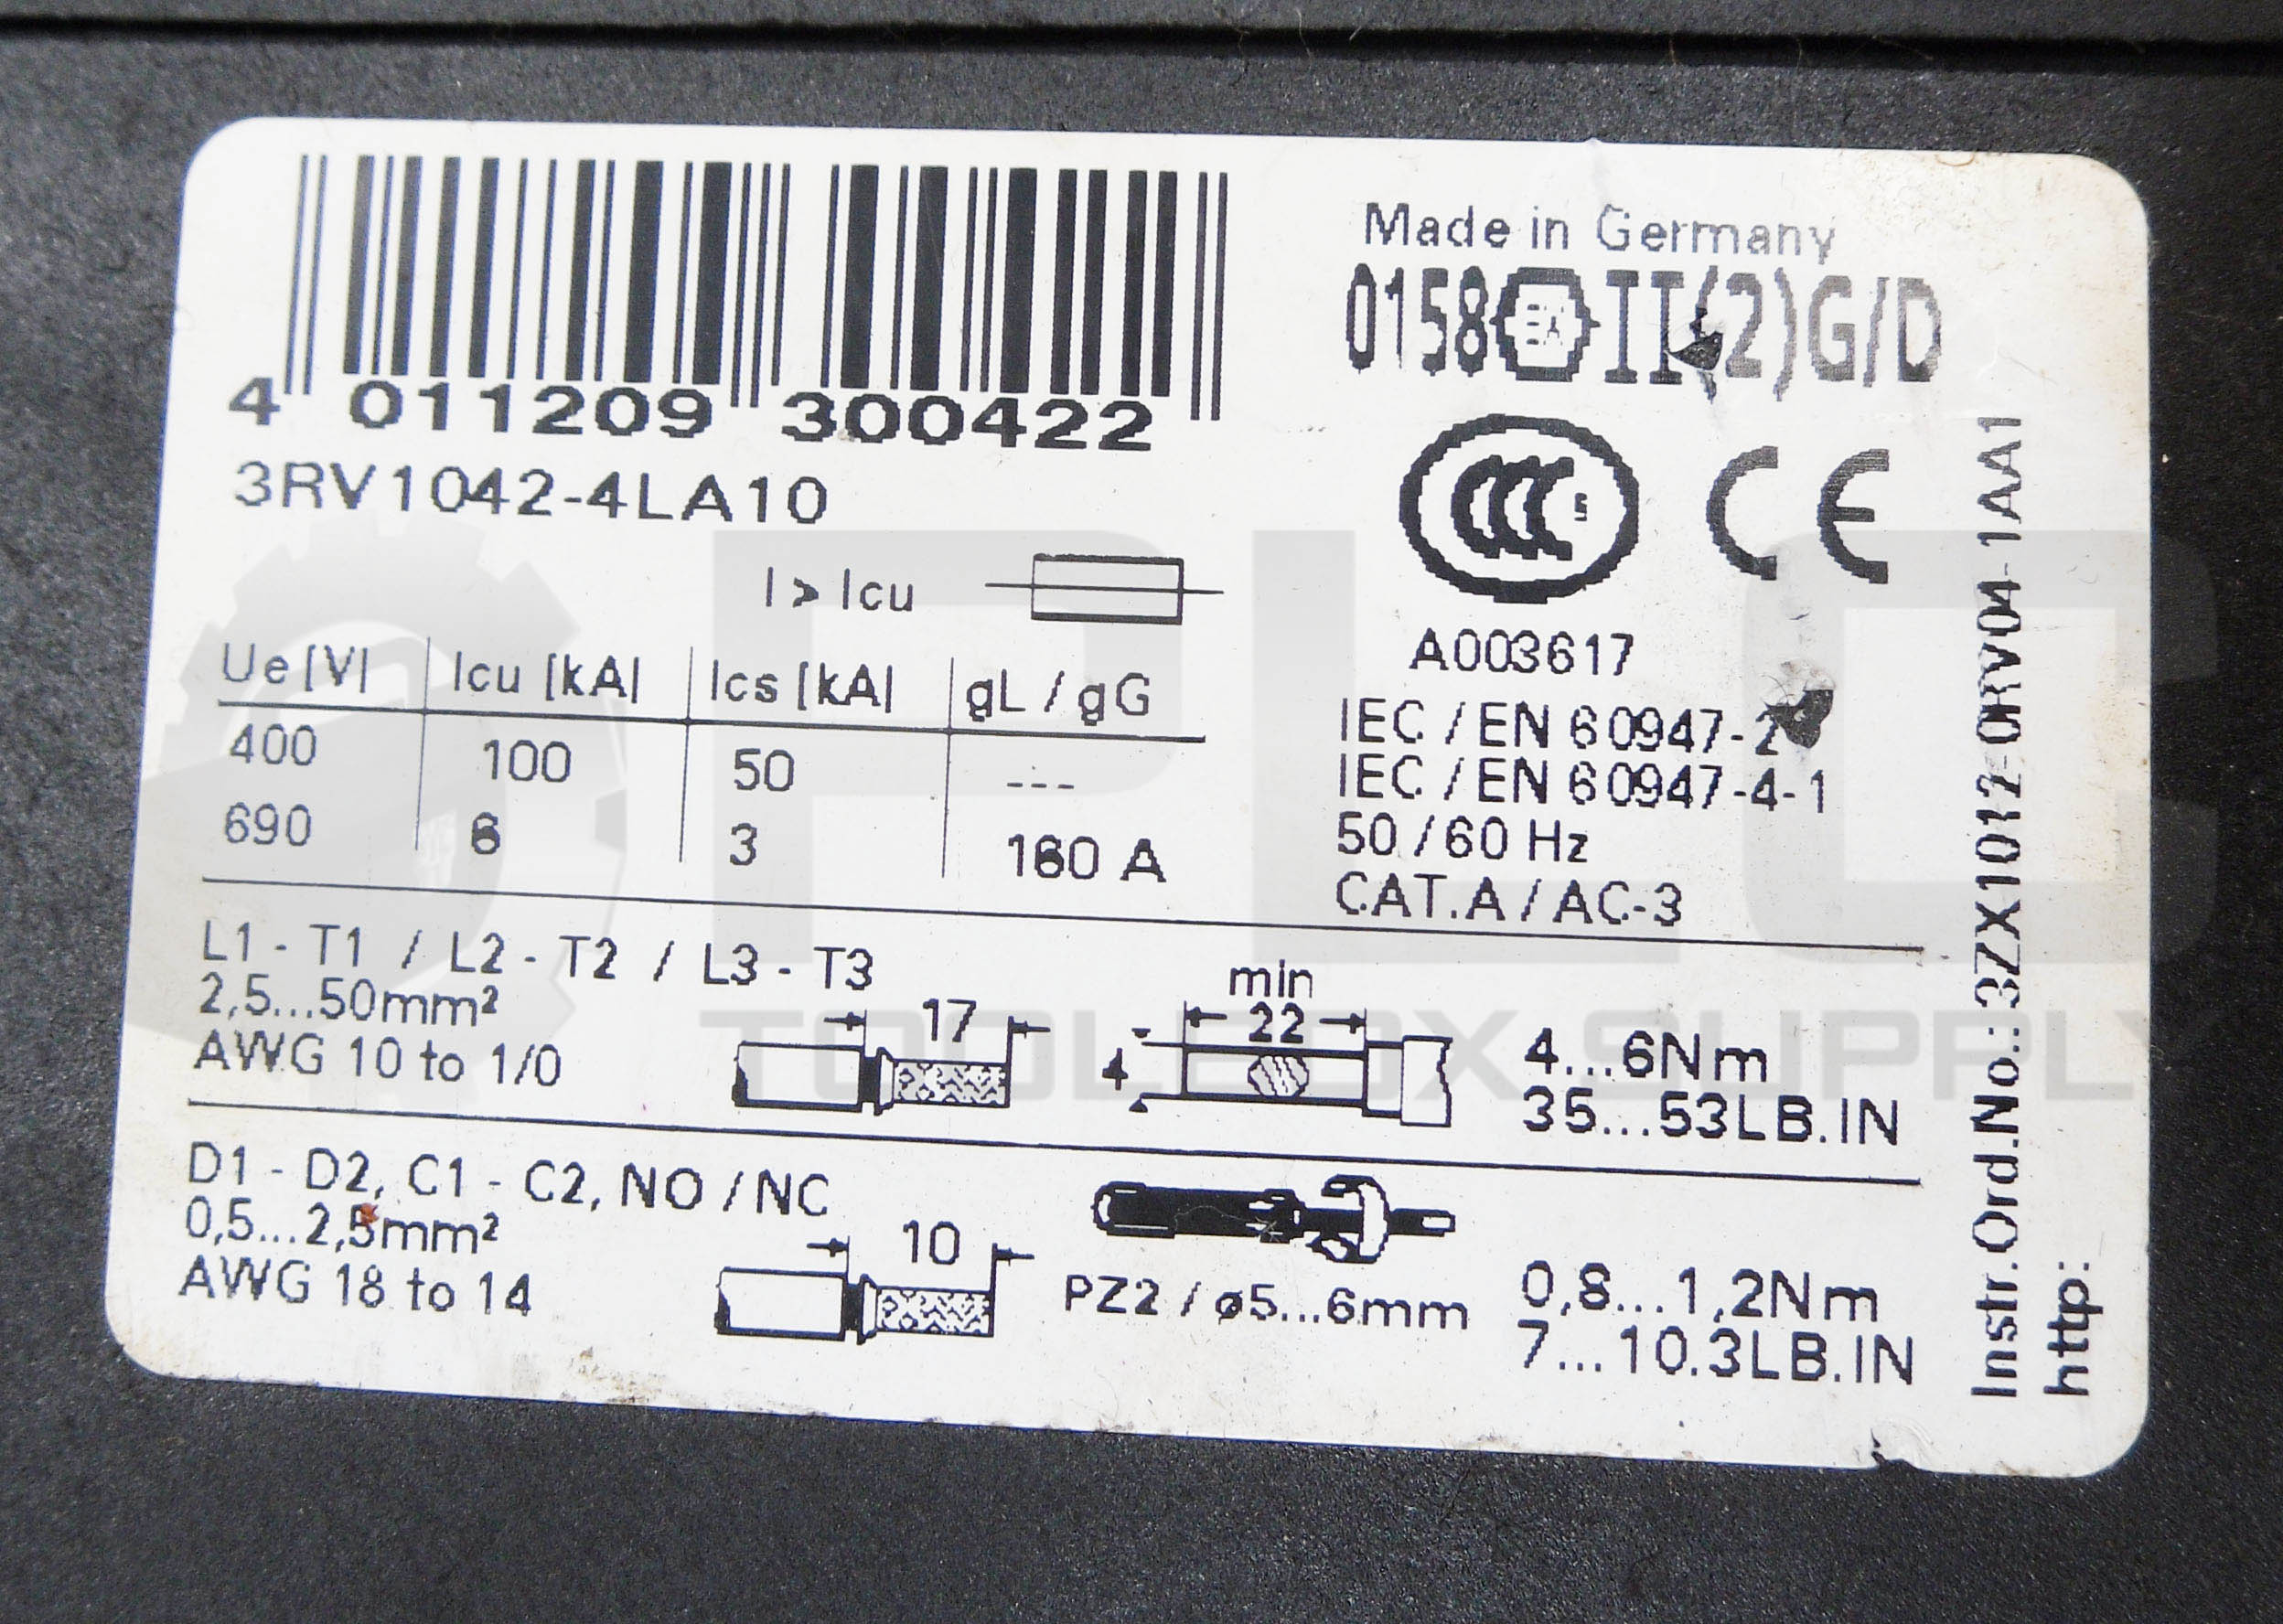 4 011209 300422
3RV1042-4LA10
I > Icu
Ue [V] Icu [kA] Ics [kA] gL / gG
400 100 50 ---
690 6 3 160 A
Made in Germany
0158 II(2)G/D
CCC S
CE
A003617
IEC / EN 60947-2
IEC / EN 60947-4-1
50 / 60 Hz
CAT.A / AC-3
L1 - T1 / L2 - T2 / L3 - T3
2,5...50mm²
AWG 10 to 1/0
17
min
22
4
4...6Nm
35...53LB.IN
D1 - D2, C1 - C2, NO / NC
0,5...2,5mm²
AWG 18 to 14
10
PZ2 / ø5...6mm
0,8...1,2Nm
7...10.3LB.IN
Instr.Ord.No.: 3ZX1012-0RV04-1AA1
http:
PLC
TOOLBOX SUPPLY